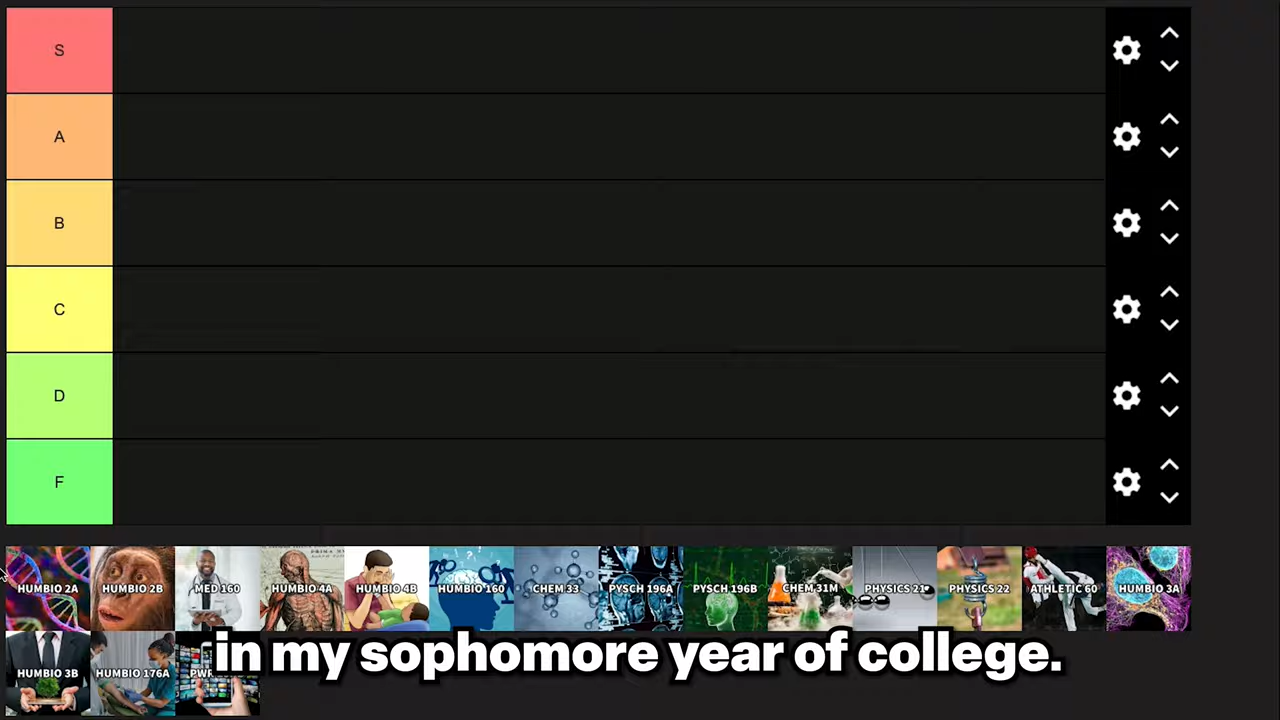 S
A
B
C
D
F
HUMBIO 2A
HUMBIO 2B
MED 160
HUMBIO 4A
HUMBIO 4B
HUMBIO 160
CHEM 33
PYSCH 196A
PYSCH 196B
CHEM 31M
PHYSICS 21
PHYSICS 22
ATHLETIC 60
HUMBIO 3A
HUMBIO 3B
HUMBIO 176A
in my sophomore year of college.